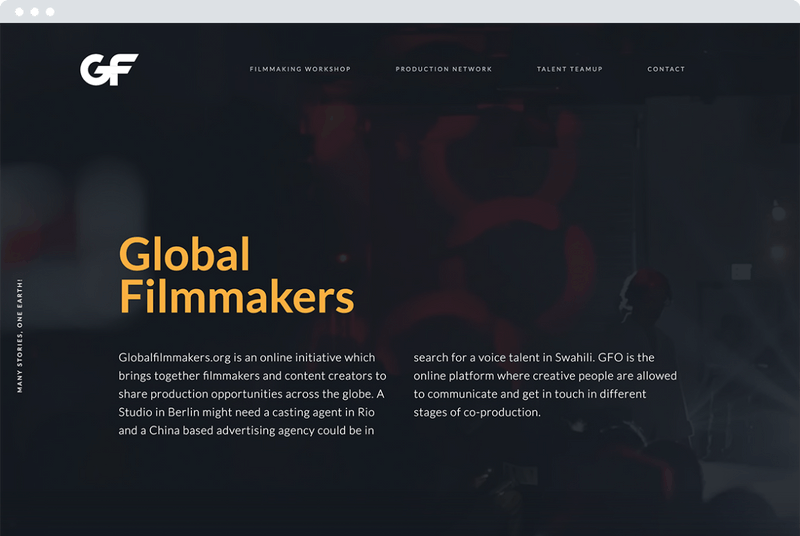 GF
FILMMAKING WORKSHOP
PRODUCTION NETWORK
TALENT TEAMUP
CONTACT
MANY STORIES, ONE EARTH!
Global
Filmmakers
Globalfilmmakers.org is an online initiative which
brings together filmmakers and content creators to
share production opportunities across the globe. A
Studio in Berlin might need a casting agent in Rio
and a China based advertising agency could be in
search for a voice talent in Swahili. GFO is the
online platform where creative people are allowed
to communicate and get in touch in different
stages of co-production.